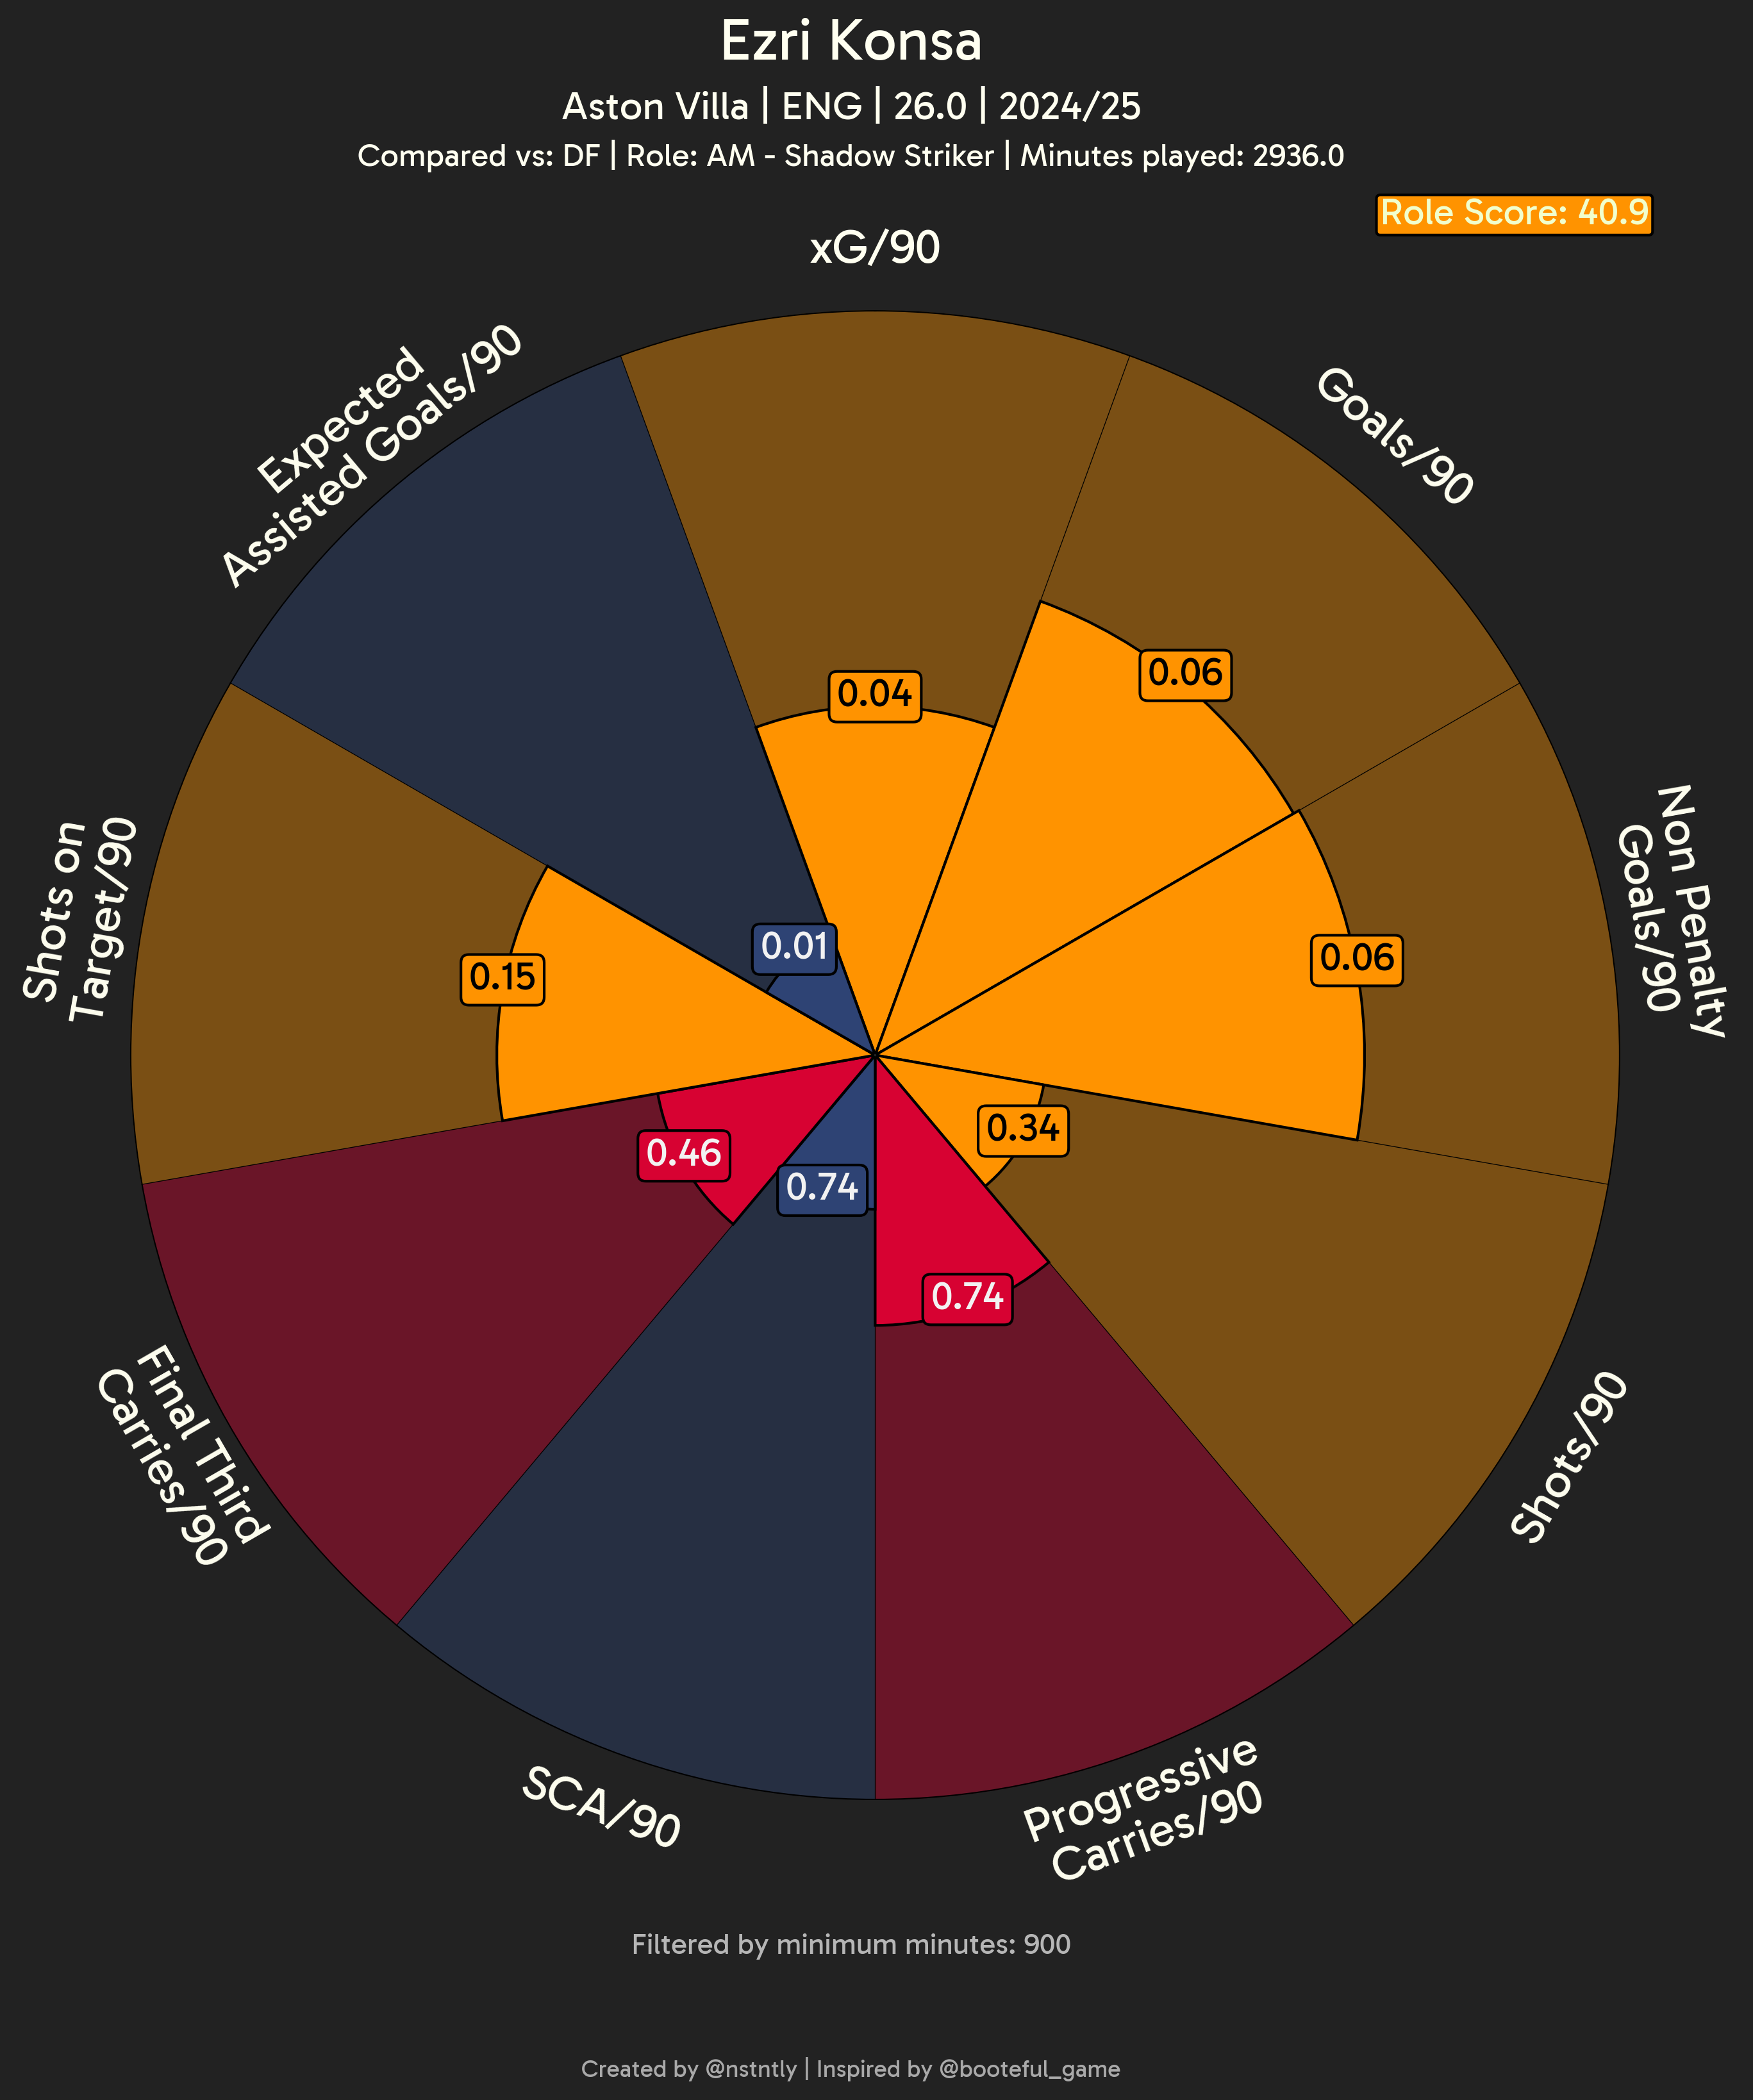 Ezri Konsa
Aston Villa | ENG | 26.0 | 2024/25
Compared vs: DF | Role: AM - Shadow Striker | Minutes played: 2936.0
Role Score: 40.9
xG/90
Goals/90
Non Penalty
Goals/90
Shots/90
Progressive
Carries/90
SCA/90
Final Third
Carries/90
Shots on
Target/90
Expected
Assisted Goals/90
0.04
0.06
0.06
0.34
0.74
0.74
0.46
0.15
0.01
Filtered by minimum minutes: 900
Created by @nstntly | Inspired by @booteful_game